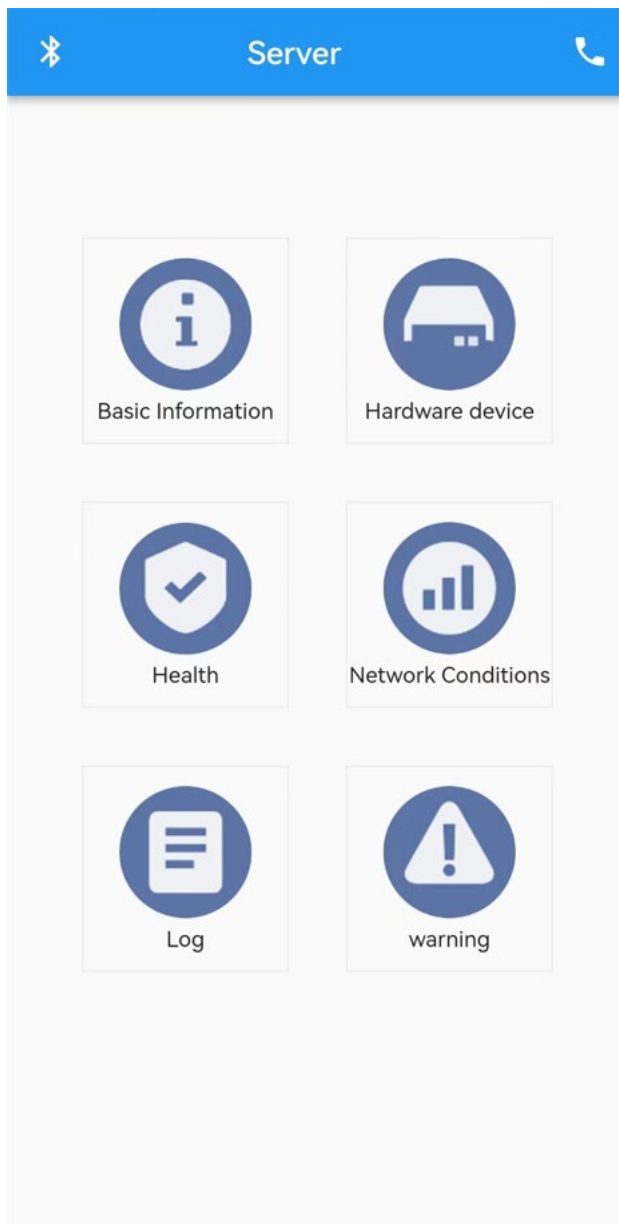 Server
Basic Information
Hardware device
Health
Network Conditions
Log
warning